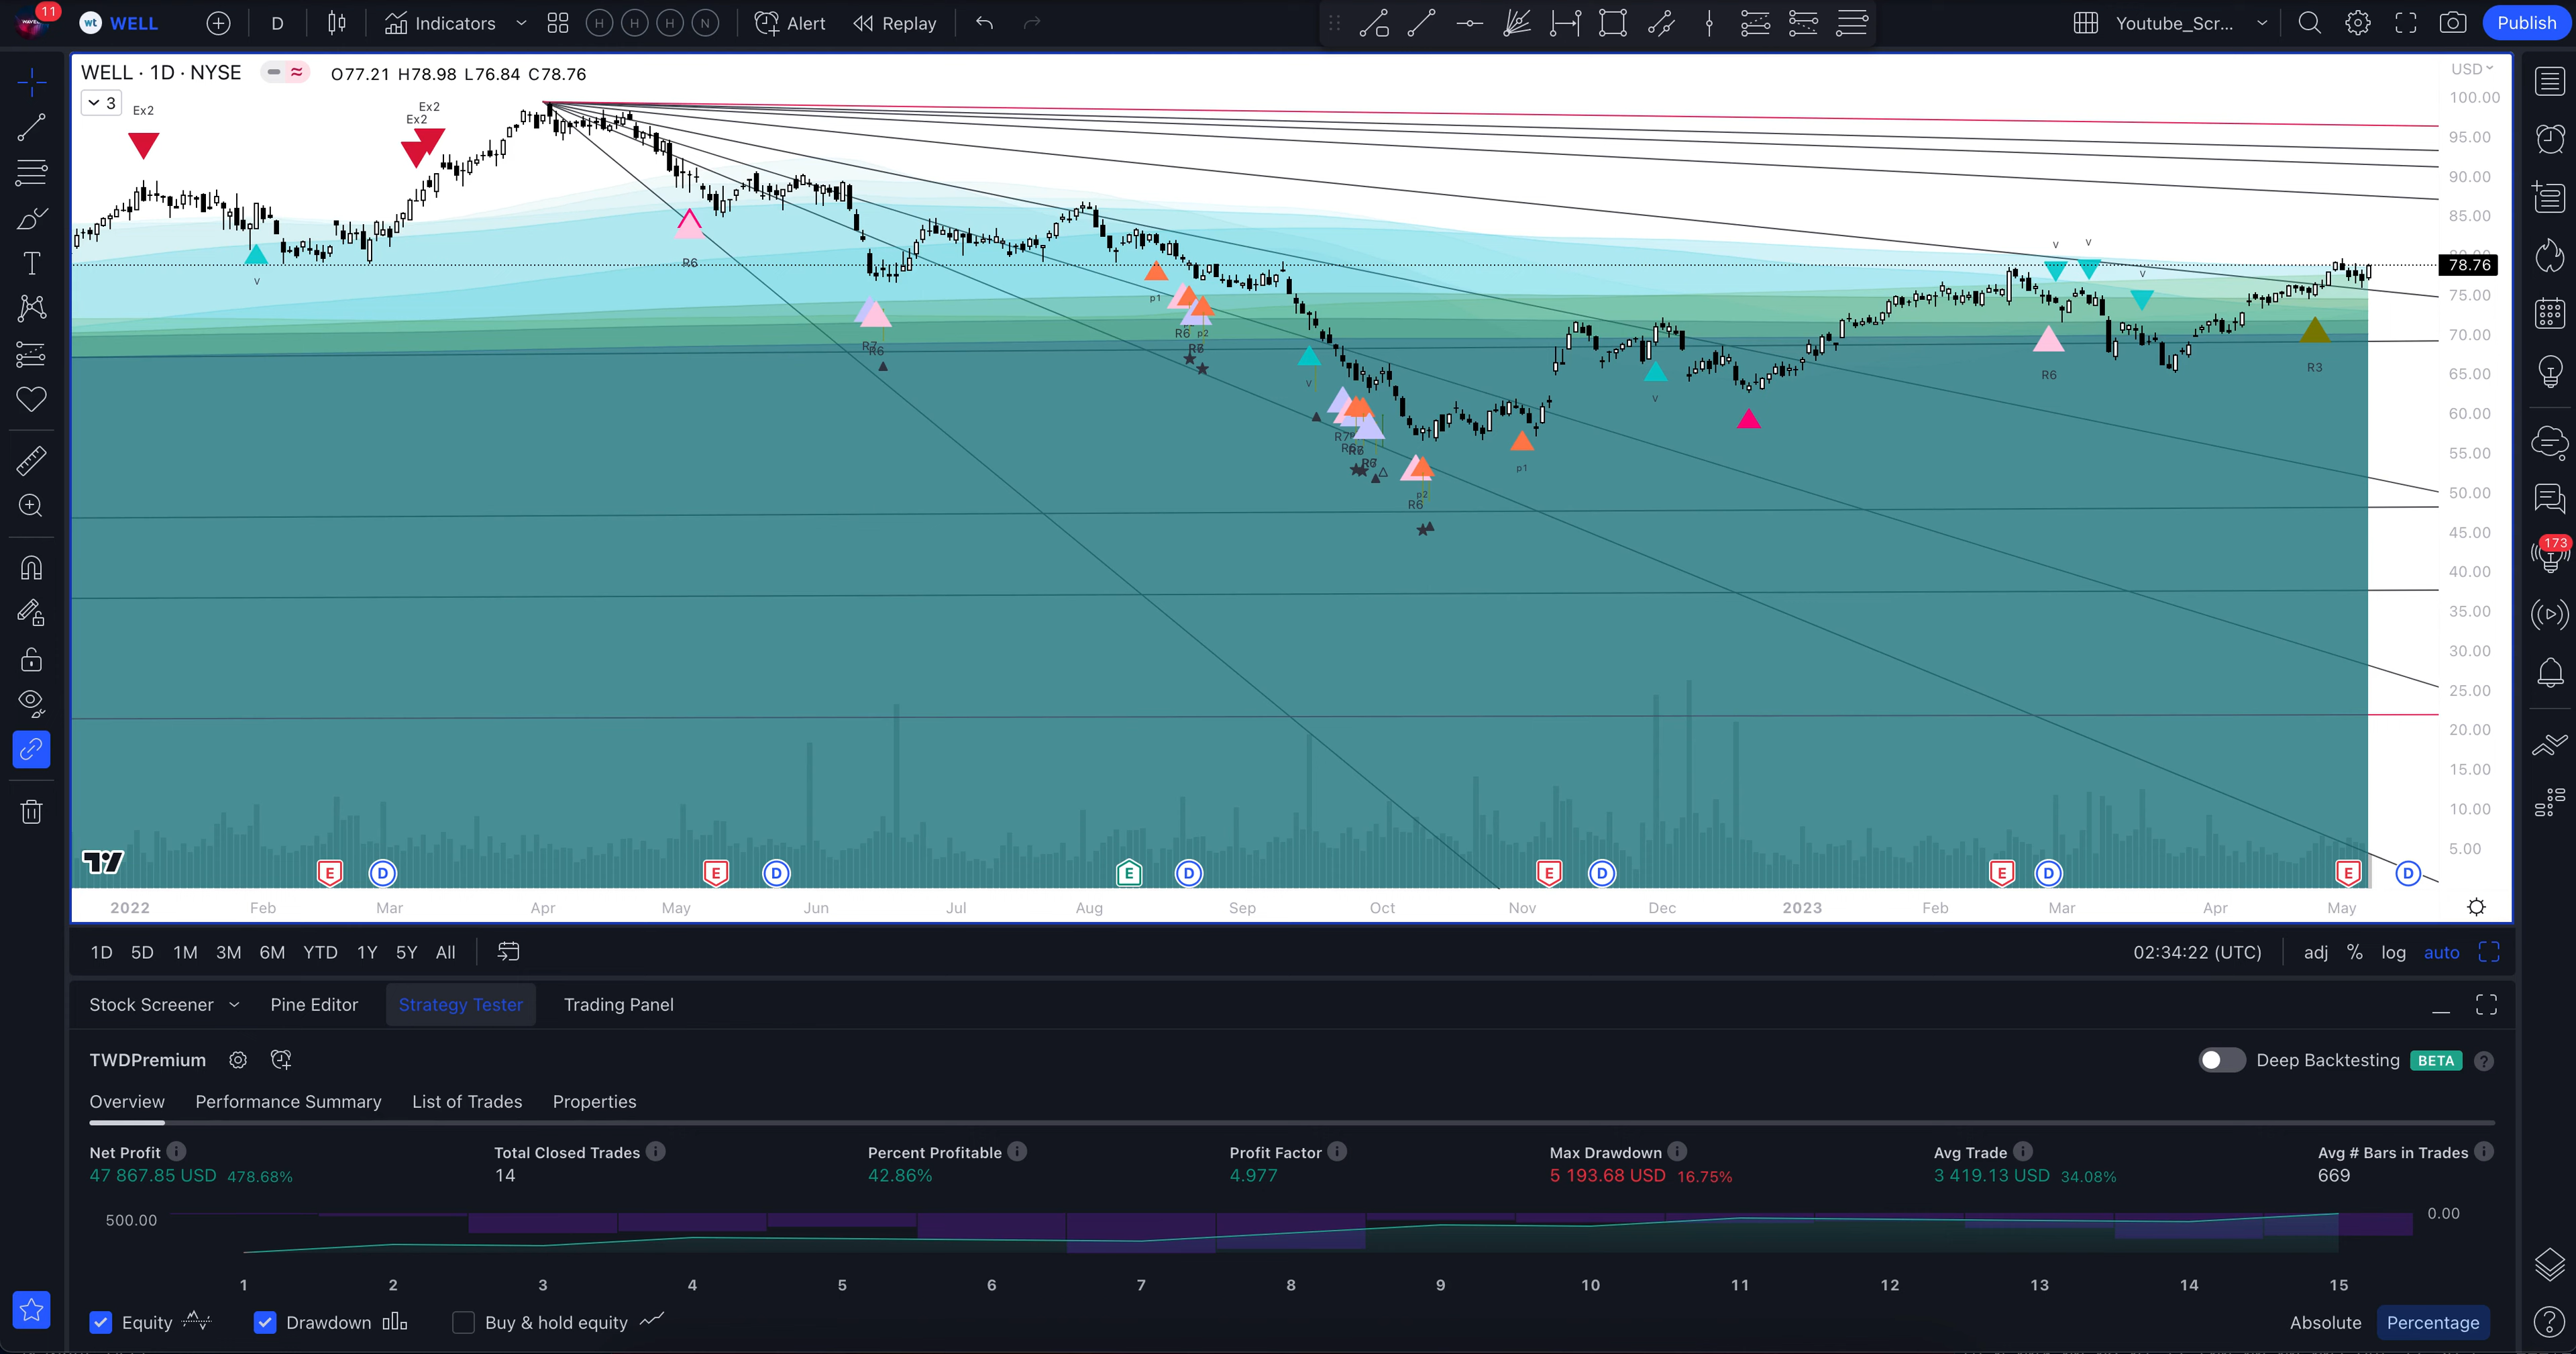 11 wt WELL D Indicators H H H N Alert Replay Youtube_Scr... Publish
WELL · 1D · NYSE O77.21 H78.98 L76.84 C78.76 USD
3
Ex2
Ex2
Ex2
100.00
95.00
90.00
85.00
78.76
75.00
70.00
65.00
60.00
55.00
50.00
45.00
40.00
35.00
30.00
25.00
20.00
15.00
10.00
5.00
173
v
R6
R6
p1
R6 p2
v
p2
R6
p1
v
v
v
v
R6
R3
E D E D E D E D E D E D
2022 Feb Mar Apr May Jun Jul Aug Sep Oct Nov Dec 2023 Feb Mar Apr May
1D 5D 1M 3M 6M YTD 1Y 5Y All 02:34:22 (UTC) adj % log auto
Stock Screener Pine Editor Strategy Tester Trading Panel
TWDPremium Deep Backtesting BETA ?
Overview Performance Summary List of Trades Properties
Net Profit Total Closed Trades Percent Profitable Profit Factor Max Drawdown Avg Trade Avg # Bars in Trades
47 867.85 USD 478.68% 14 42.86% 4.977 5 193.68 USD 16.75% 3 419.13 USD 34.08% 669
500.00 0.00
1 2 3 4 5 6 7 8 9 10 11 12 13 14 15
Equity Drawdown Buy & hold equity Absolute Percentage